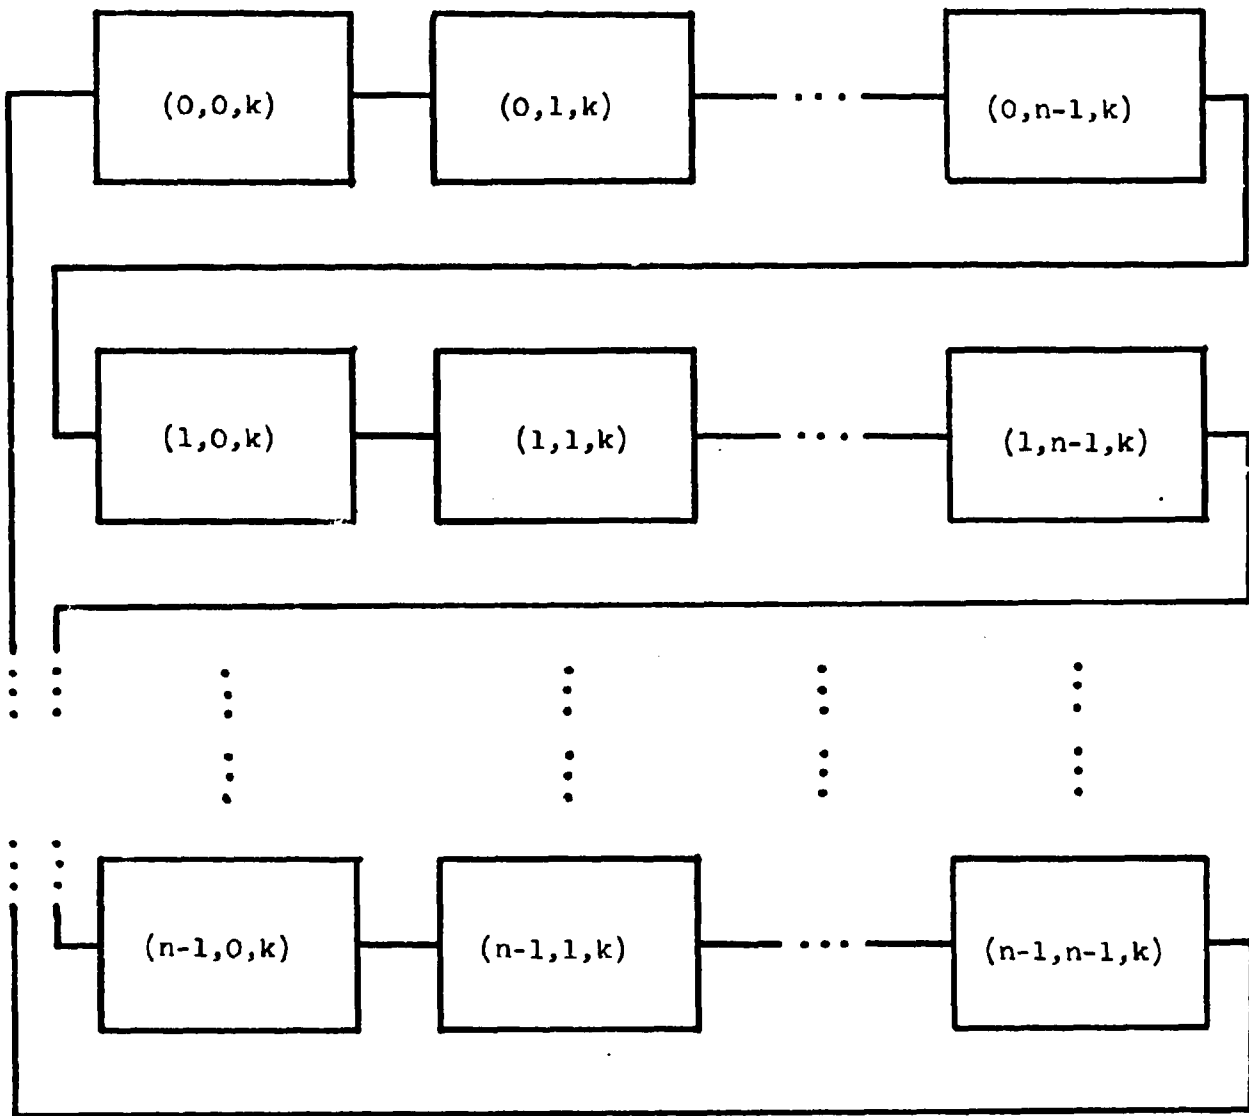 (0,0,k) (0,1,k) ... (0,n-1,k)
(1,0,k) (1,1,k) ... (1,n-1,k)
(n-1,0,k) (n-1,1,k) ... (n-1,n-1,k)